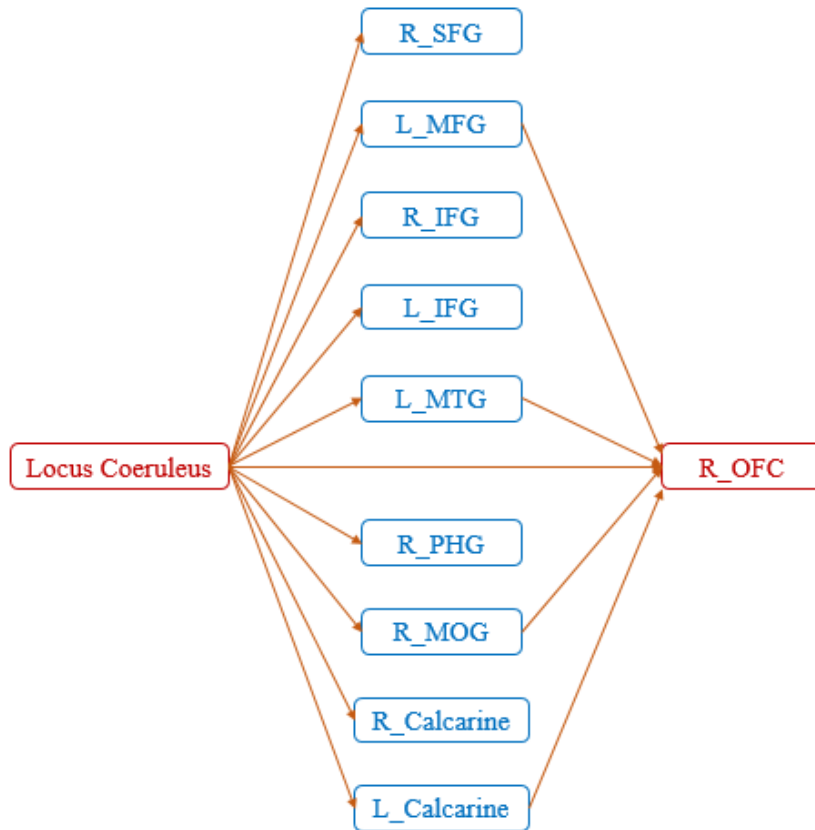 R_SFG
L_MFG
R_IFG
L_IFG
L_MTG
Locus Coeruleus
R_OFC
R_PHG
R_MOG
R_Calcarine
L_Calcarine